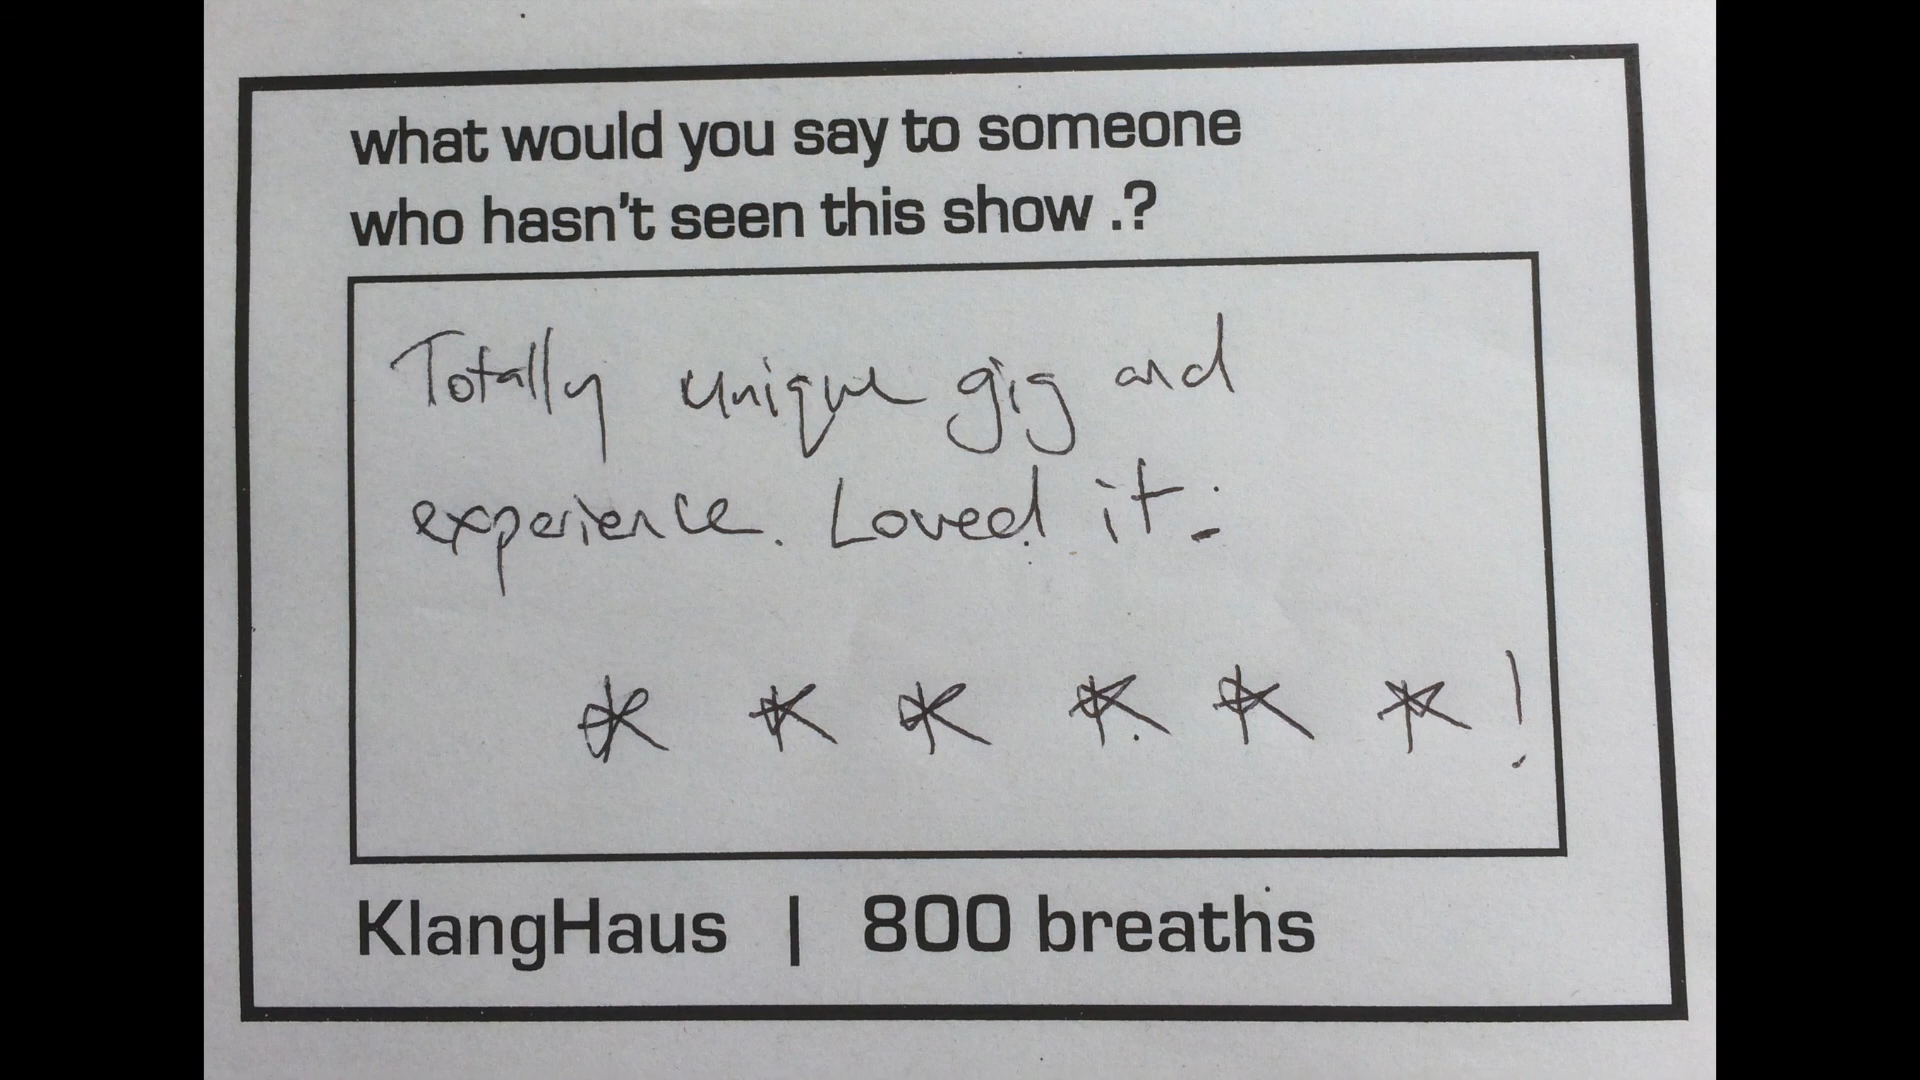 what would you say to someone
who hasn't seen this show .?
Totally unique gig and
experience. Loved it.
* * * * * * !
KlangHaus | 800 breaths